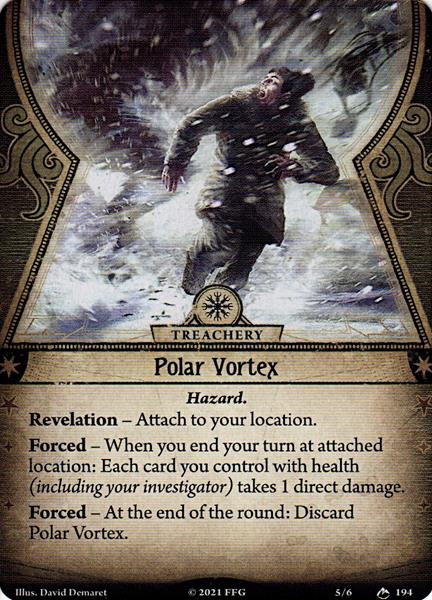 TREACHERY
Polar Vortex
Hazard.
Revelation – Attach to your location.
Forced – When you end your turn at attached
location: Each card you control with health
(including your investigator) takes 1 direct damage.
Forced – At the end of the round: Discard
Polar Vortex.
Illus. David Demaret © 2021 FFG 5/6 194